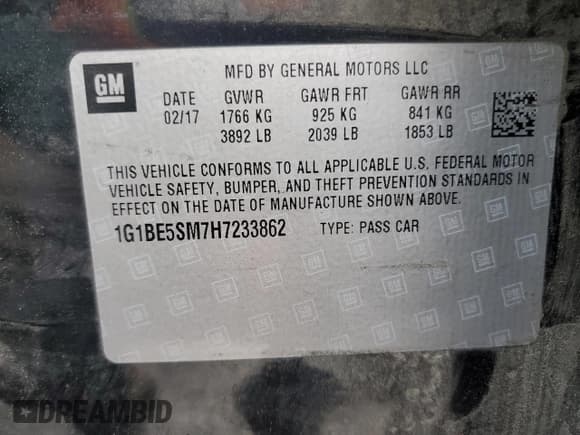 GM
MFD BY GENERAL MOTORS LLC
DATE GVWR GAWR FRT GAWR RR
02/17 1766 KG 925 KG 841 KG
3892 LB 2039 LB 1853 LB
THIS VEHICLE CONFORMS TO ALL APPLICABLE U.S. FEDERAL MOTOR
VEHICLE SAFETY, BUMPER, AND THEFT PREVENTION STANDARDS IN
EFFECT ON THE DATE OF MANUFACTURE SHOWN ABOVE.
1G1BE5SM7H7233862 TYPE: PASS CAR
DREAMBID